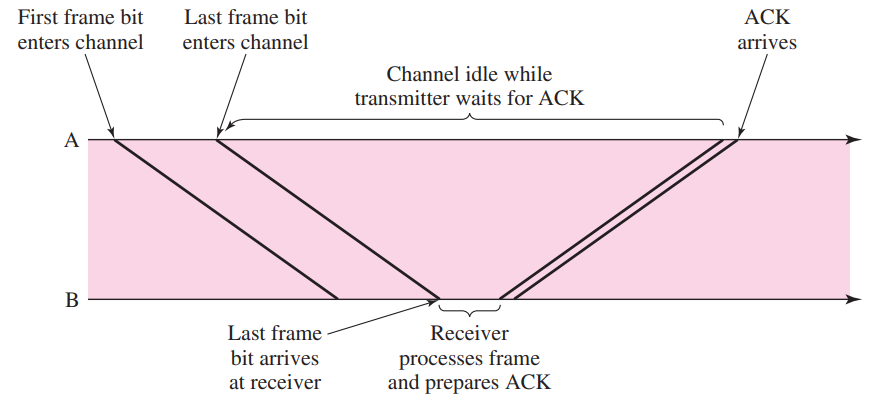 First frame bit
enters channel
Last frame bit
enters channel
ACK
arrives
Channel idle while
transmitter waits for ACK
A
B
Last frame
bit arrives
at receiver
Receiver
processes frame
and prepares ACK